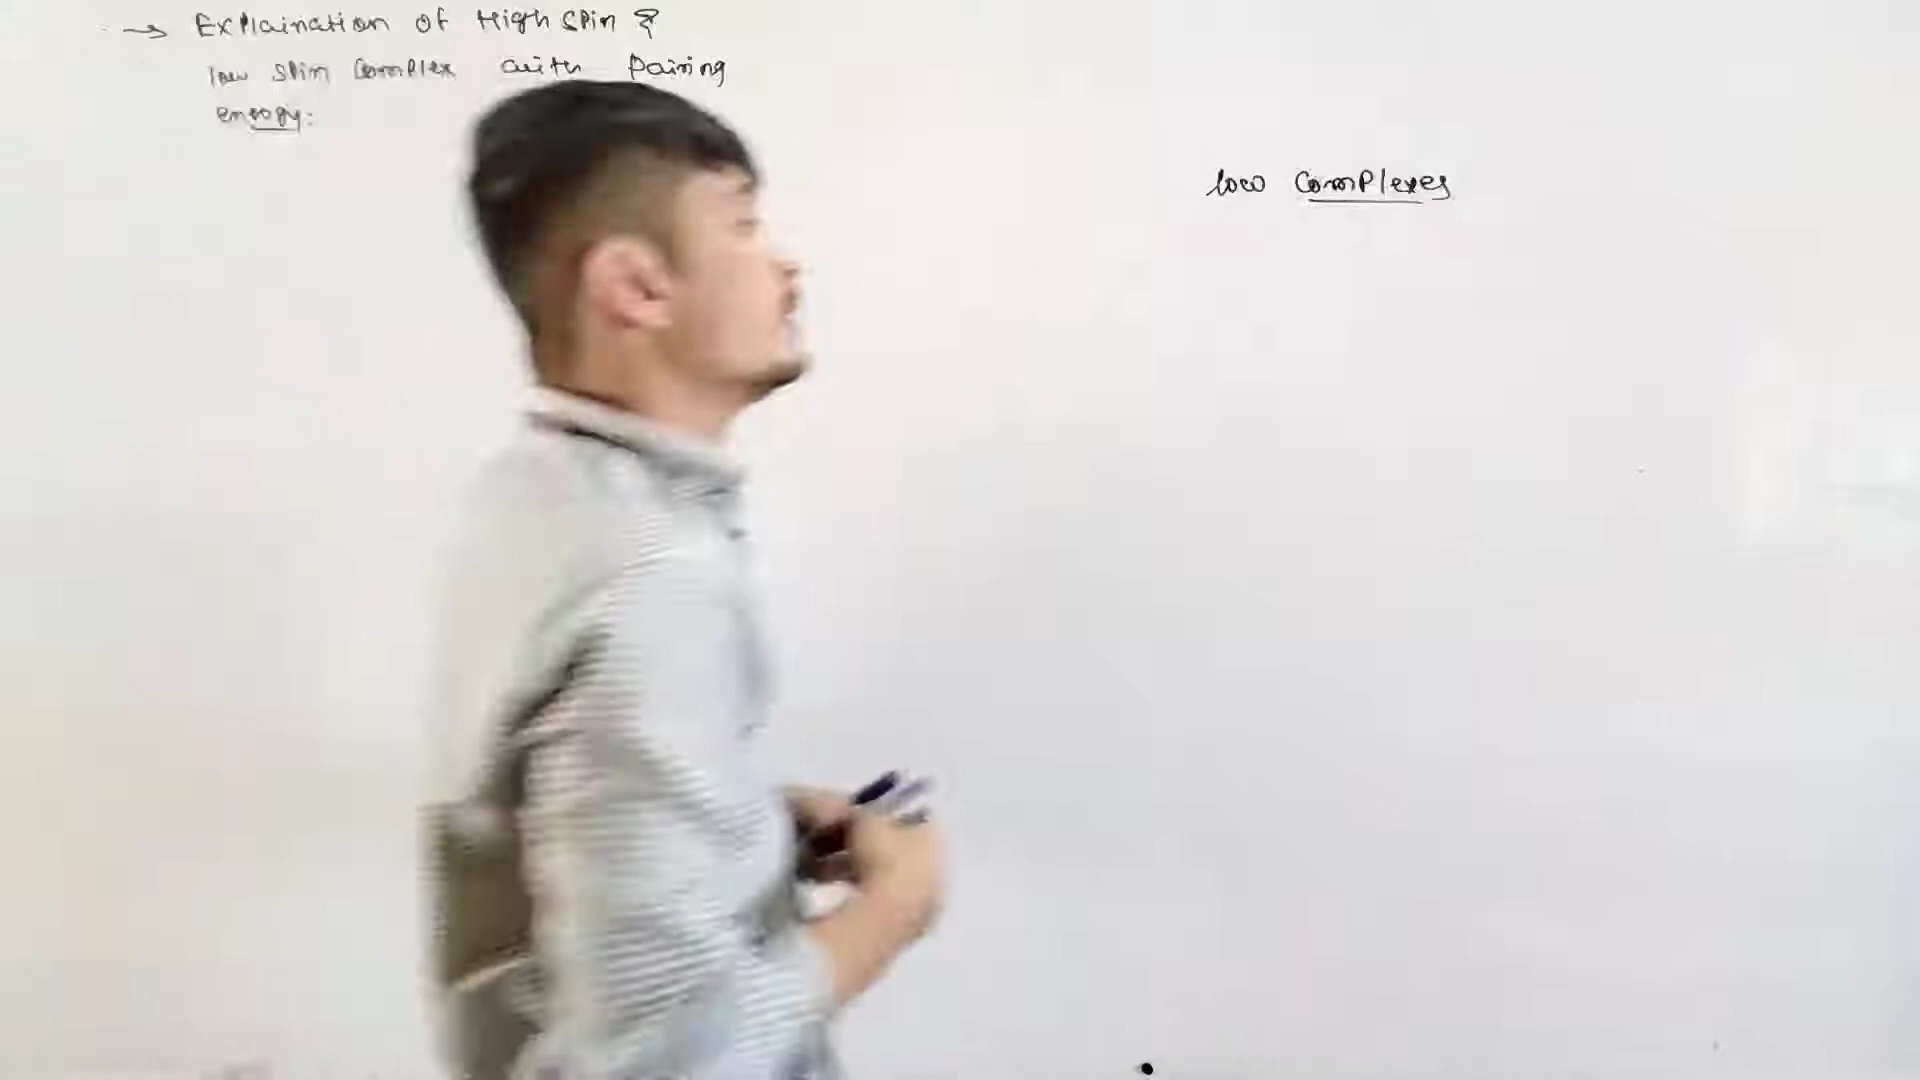 → Explaination of High spin &
low spin complex with pairing
energy:
low complexes